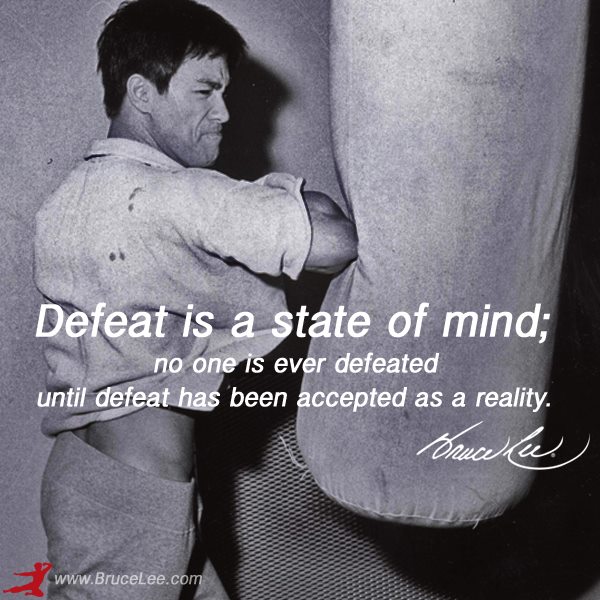 Defeat is a state of mind;
no one is ever defeated
until defeat has been accepted as a reality.
Bruce Lee
www.BruceLee.com